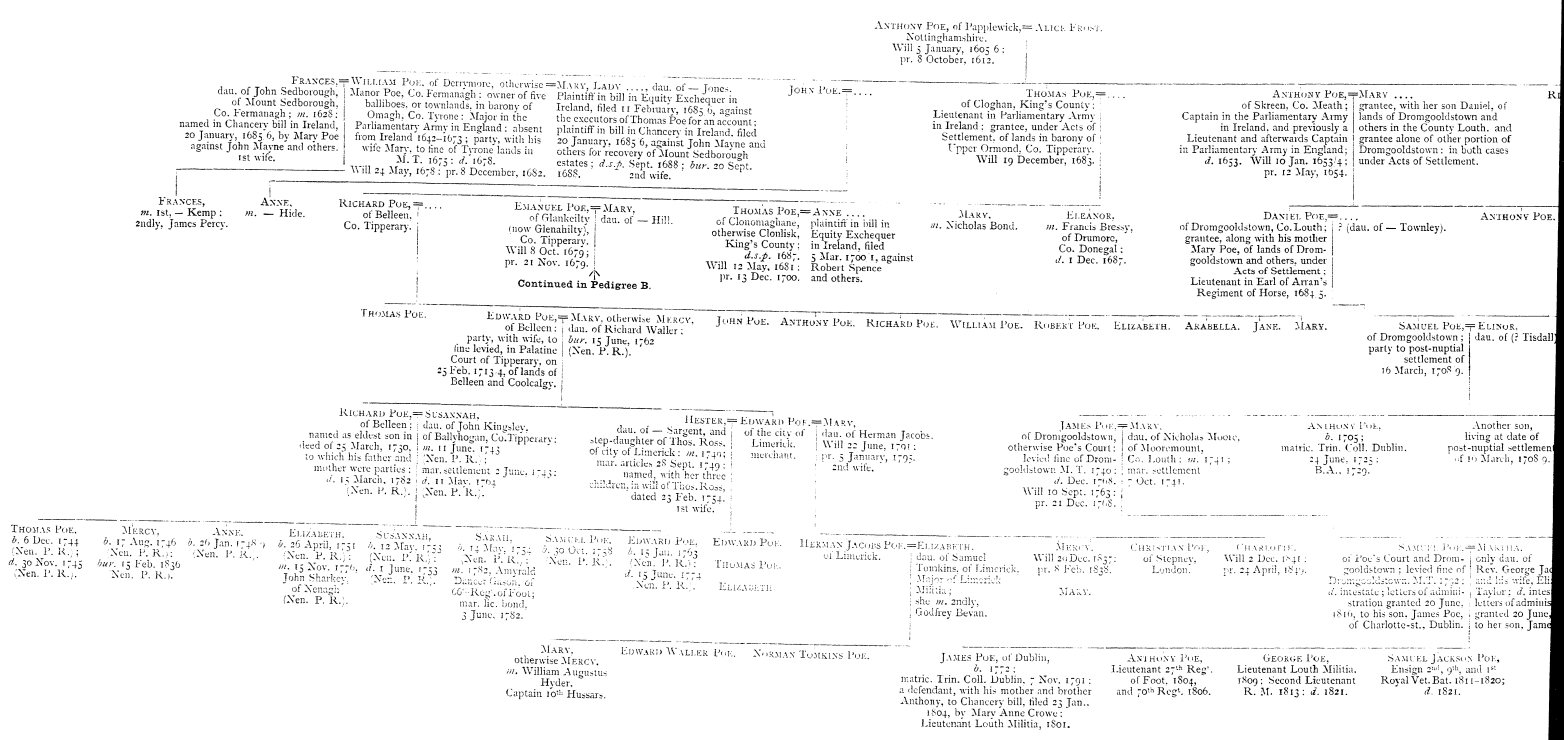 ANTHONY POE, of Papplewick,= ALICE FROST.
Nottinghamshire.
Will 5 January, 1605 6;
pr. 8 October, 1612.
FRANCES,=
dau. of John Sedborough,
of Mount Sedborough,
Co. Fermanagh; m. 1628;
named in Chancery bill in Ireland,
20 January, 1685 6, by Mary Poe
against John Mayne and others.
1st wife.
WILLIAM POE, of Derrymore, otherwise=
Manor Poe, Co. Fermanagh; owner of five
balliboes, or townlands, in barony of
Omagh, Co. Tyrone; Major in the
Parliamentary Army in England; absent
from Ireland 1642–1673; party, with his
wife Mary, to fine of Tyrone lands in
M. T. 1675; d. 1678.
Will 24 May, 1678; pr. 8 December, 1682.
MARY, LADY ...., dau. of — Jones.
Plaintiff in bill in Equity Exchequer in
Ireland, filed 11 February, 1685 6, against
the executors of Thomas Poe for an account;
plaintiff in bill in Chancery in Ireland, filed
20 January, 1685 6, against John Mayne and
others for recovery of Mount Sedborough
estates; d.s.p. Sept. 1688; bur. 20 Sept.
1688. 2nd wife.
JOHN POE.=....
THOMAS POE,=....
of Cloghan, King's County;
Lieutenant in Parliamentary Army
in Ireland; grantee, under Acts of
Settlement, of lands in barony of
Upper Ormond, Co. Tipperary.
Will 19 December, 1683.
ANTHONY POE,=
of Skreen, Co. Meath;
Captain in the Parliamentary Army
in Ireland, and previously a
Lieutenant and afterwards Captain
in Parliamentary Army in England;
d. 1653. Will 10 Jan. 1653/4;
pr. 12 May, 1654.
MARY ....
grantee, with her son Daniel, of
lands of Dromgooldstown and
others in the County Louth, and
grantee alone of other portion of
Dromgooldstown: in both cases
under Acts of Settlement.
FRANCES,
m. 1st, — Kemp;
2ndly, James Percy.
ANNE,
m. — Hide.
RICHARD POE,=....
of Belleen,
Co. Tipperary.
EMANUEL POE,=
of Glankeilty
(now Glenahilty),
Co. Tipperary.
Will 8 Oct. 1679;
pr. 21 Nov. 1679.
MARY,
dau. of — Hill.
Continued in Pedigree B.
THOMAS POE,=
of Clonomaghane,
otherwise Clonlisk,
King's County;
d.s.p. 1687.
Will 12 May, 1681;
pr. 13 Dec. 1700.
ANNE ....
plaintiff in bill in
Equity Exchequer
in Ireland, filed
5 Mar. 1700 1, against
Robert Spence
and others.
MARY,
m. Nicholas Bond.
ELEANOR,
m. Francis Bressy,
of Drumore,
Co. Donegal;
d. 1 Dec. 1687.
DANIEL POE,=....
of Dromgooldstown, Co. Louth;
grantee, along with his mother
Mary Poe, of lands of Drom-
gooldstown and others, under
Acts of Settlement;
Lieutenant in Earl of Arran's
Regiment of Horse, 1684 5.
? (dau. of — Townley).
ANTHONY POE.
THOMAS POE.
EDWARD POE,=
of Belleen;
party, with wife, to
fine levied, in Palatine
Court of Tipperary, on
25 Feb. 1713 4, of lands of
Belleen and Coolcalgy.
MARY, otherwise MERCY,
dau. of Richard Waller;
bur. 15 June, 1762
(Nen. P. R.).
JOHN POE. ANTHONY POE. RICHARD POE. WILLIAM POE. ROBERT POE. ELIZABETH. ARABELLA. JANE. MARY.
SAMUEL POE,=
of Dromgooldstown;
party to post-nuptial
settlement of
16 March, 1708 9.
ELINOR,
dau. of (? Tisdall)
RICHARD POE,=
of Belleen;
named as eldest son in
deed of 25 March, 1730,
to which his father and
mother were parties;
d. 15 March, 1782
(Nen. P. R.)
SUSANNAH,
dau. of John Kingsley,
of Ballyhogan, Co. Tipperary;
m. 11 June, 1743
(Nen. P. R.);
mar. settlement 2 June, 1743;
d. 11 May, 1764
(Nen. P. R.).
HESTER,=
dau. of — Sargent, and
step-daughter of Thos. Ross,
of city of Limerick; m. 1749;
mar. articles 28 Sept. 1749;
named, with her three
children, in will of Thos. Ross,
dated 23 Feb. 1754.
1st wife.
EDWARD POE,=
of the city of
Limerick,
merchant.
MARY,
dau. of Herman Jacobs.
Will 22 June, 1791;
pr. 5 January, 1795.
2nd wife.
JAMES POE,=
of Dromgooldstown,
otherwise Poe's Court;
levied fine of Drom-
gooldstown M. T. 1740;
d. Dec. 1768.
Will 10 Sept. 1763;
pr. 21 Dec. 1768.
MARY,
dau. of Nicholas Moore,
of Mooremount,
Co. Louth; m. 1741;
mar. settlement
7 Oct. 1741.
ANTHONY POE,
b. 1705;
matric. Trin. Coll. Dublin,
24 June, 1725;
B.A., 1729.
Another son,
living at date of
post-nuptial settlement
of 16 March, 1708 9.
THOMAS POE,
b. 6 Dec. 1744
(Nen. P. R.);
d. 30 Nov. 1745
(Nen. P. R.).
MERCY,
b. 17 Aug. 1746
(Nen. P. R.);
bur. 15 Feb. 1836
(Nen. P. R.).
ANNE,
b. 26 Jan. 1748 9
(Nen. P. R.).
ELIZABETH,
b. 26 April, 1751
(Nen. P. R.);
m. 15 Nov. 1776,
John Sharkey,
of Nenagh
(Nen. P. R.).
SUSANNAH,
b. 12 May, 1753
(Nen. P. R.);
d. 1 June, 1753
(Nen. P. R.).
SARAH,
b. 14 May, 1754
(Nen. P. R.);
m. 1782, Amyrald
Dancer Gason, of
66th Regt. of Foot;
mar. lic. bond,
3 June, 1782.
SAMUEL POE,
b. 30 Oct. 1758
(Nen. P. R.).
EDWARD POE,
b. 15 Jan. 1763
(Nen. P. R.);
d. 15 June, 1774
(Nen. P. R.).
EDWARD POE.
THOMAS POE.
ELIZABETH.
HERMAN JACOBS POE,=
of Limerick.
ELIZABETH,
dau. of Samuel
Tomkins, of Limerick,
Major of Limerick
Militia;
she m. 2ndly,
Godfrey Bevan.
MERCY.
Will 20 Dec. 1837;
pr. 8 Feb. 1838.
MARY.
CHRISTIAN POE,
of Stepney,
London.
CHARLOTTE.
Will 2 Dec. 1841;
pr. 24 April, 1849.
SAMUEL POE,=
of Poe's Court and Drom-
gooldstown; levied fine of
Dromgooldstown, M.T. 1792;
d. intestate; letters of admini-
stration granted 20 June,
1816, to his son, James Poe,
of Charlotte-st., Dublin.
MARTHA,
only dau. of
Rev. George Jac
and his wife, Eli
Taylor; d. intes
letters of adminis
granted 20 June,
to her son, Jame
MARY,
otherwise MERCY,
m. William Augustus
Hyder,
Captain 10th Hussars.
EDWARD WALLER POE.
NORMAN TOMKINS POE.
JAMES POE, of Dublin,
b. 1772;
matric. Trin. Coll. Dublin, 7 Nov. 1791;
a defendant, with his mother and brother
Anthony, to Chancery bill, filed 23 Jan.,
1804, by Mary Anne Crowe;
Lieutenant Louth Militia, 1801.
ANTHONY POE,
Lieutenant 27th Regt.
of Foot, 1804,
and 70th Regt. 1806.
GEORGE POE,
Lieutenant Louth Militia,
1809; Second Lieutenant
R. M. 1813; d. 1821.
SAMUEL JACKSON POE,
Ensign 2nd, 9th, and 1st
Royal Vet. Bat. 1811–1820;
d. 1821.